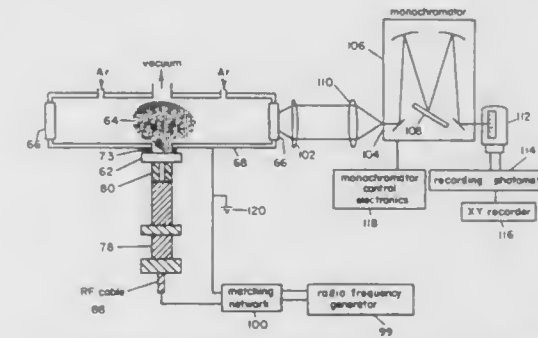 monochromator
106
Ar
vacuum
Ar
110
64
108
112
66
66
102
104
73
62
68
114
80
recording photomet
monochromator
control
electronics
118
XY recorder
116
120
78
RF cable
88
matching
network
100
radio frequency
generator
99